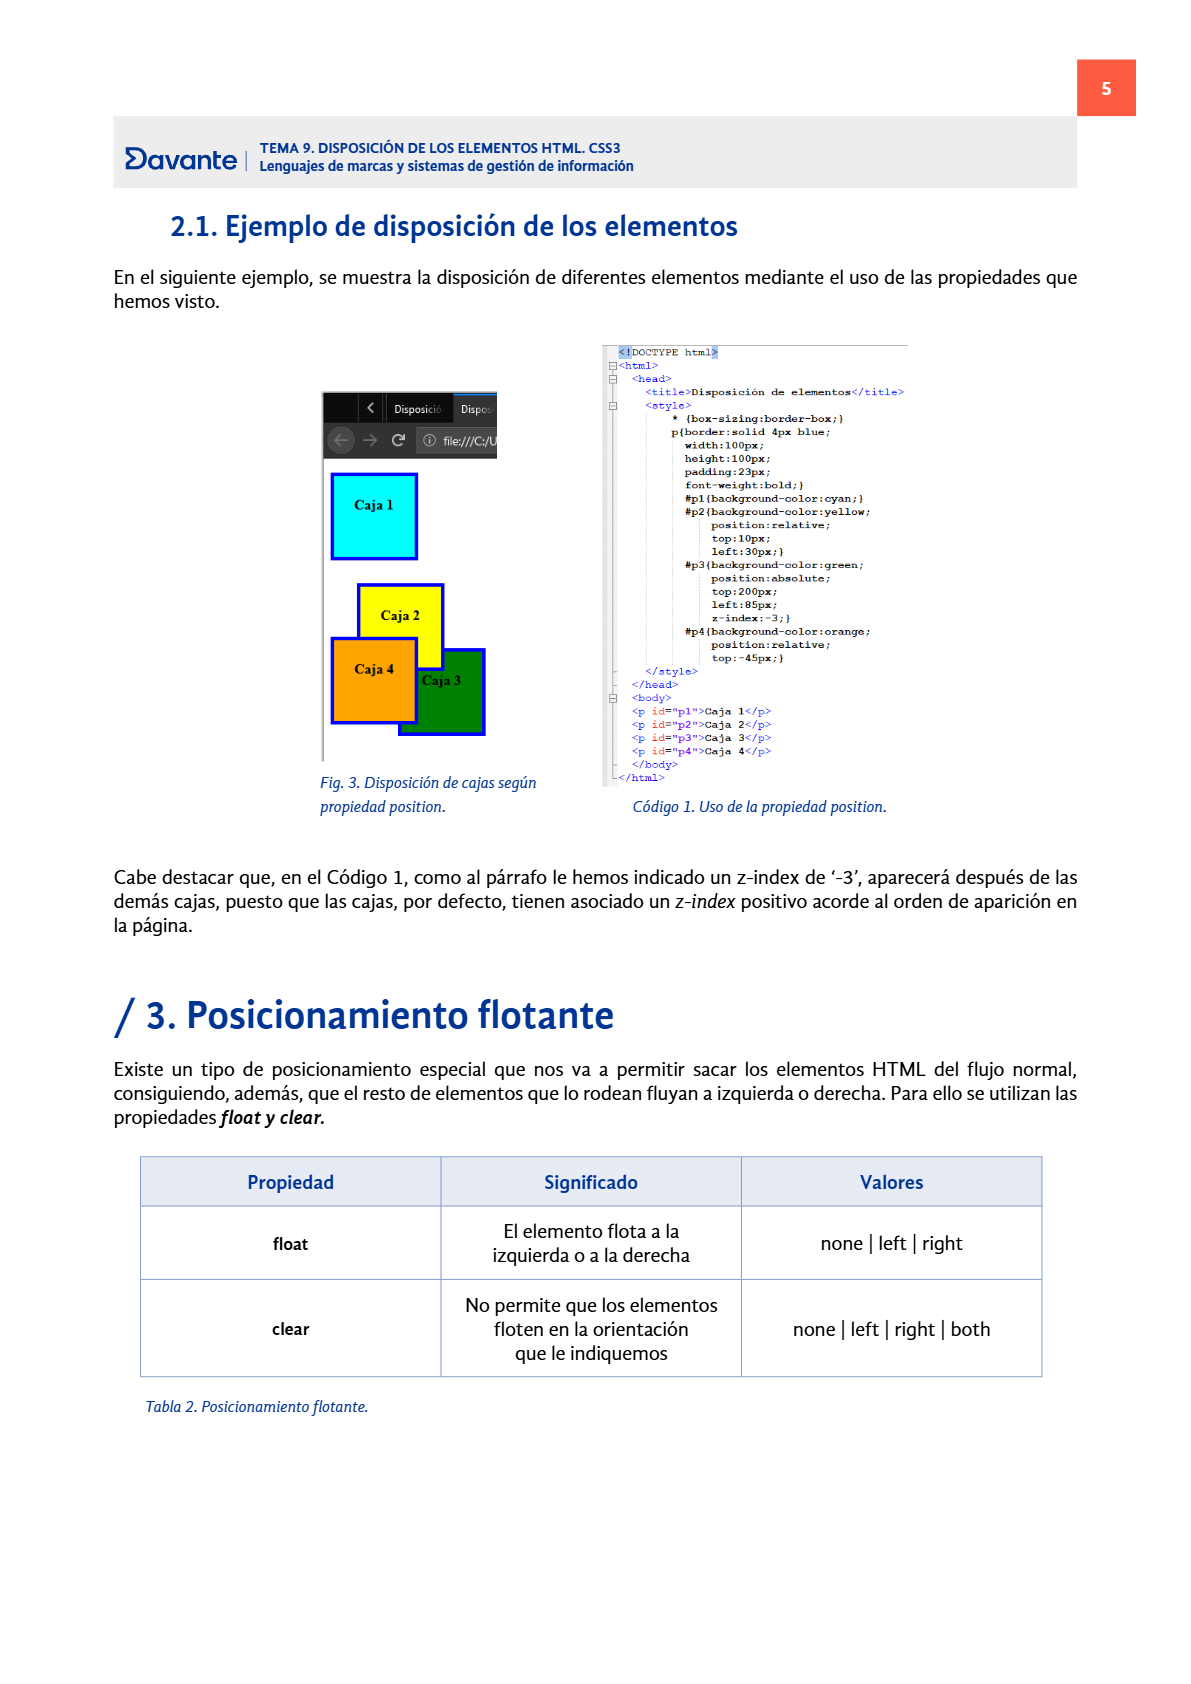 5
Davante
TEMA 9. DISPOSICIÓN DE LOS ELEMENTOS HTML. CSS3
Lenguajes de marcas y sistemas de gestión de información
2.1. Ejemplo de disposición de los elementos
En el siguiente ejemplo, se muestra la disposición de diferentes elementos mediante el uso de las propiedades que
hemos visto.
Disposició Dispos
file:///C:/U
Caja 1
Caja 2
Caja 4
Caja 3
Fig. 3. Disposición de cajas según
propiedad position.
<!DOCTYPE html>
<html>
<head>
<title>Disposición de elementos</title>
<style>
* {box-sizing:border-box;}
p{border:solid 4px blue;
width:100px;
height:100px;
padding:23px;
font-weight:bold;}
#p1{background-color:cyan;}
#p2{background-color:yellow;
position:relative;
top:10px;
left:30px;}
#p3{background-color:green;
position:absolute;
top:200px;
left:85px;
z-index:-3;}
#p4{background-color:orange;
position:relative;
top:-45px;}
</style>
</head>
<body>
<p id="p1">Caja 1</p>
<p id="p2">Caja 2</p>
<p id="p3">Caja 3</p>
<p id="p4">Caja 4</p>
</body>
</html>
Código 1. Uso de la propiedad position.
Cabe destacar que, en el Código 1, como al párrafo le hemos indicado un z-index de ‘-3’, aparecerá después de las
demás cajas, puesto que las cajas, por defecto, tienen asociado un z-index positivo acorde al orden de aparición en
la página.
/ 3. Posicionamiento flotante
Existe un tipo de posicionamiento especial que nos va a permitir sacar los elementos HTML del flujo normal,
consiguiendo, además, que el resto de elementos que lo rodean fluyan a izquierda o derecha. Para ello se utilizan las
propiedades float y clear.
Propiedad Significado Valores
float
El elemento flota a la
izquierda o a la derecha
none | left | right
clear
No permite que los elementos
floten en la orientación
que le indiquemos
none | left | right | both
Tabla 2. Posicionamiento flotante.